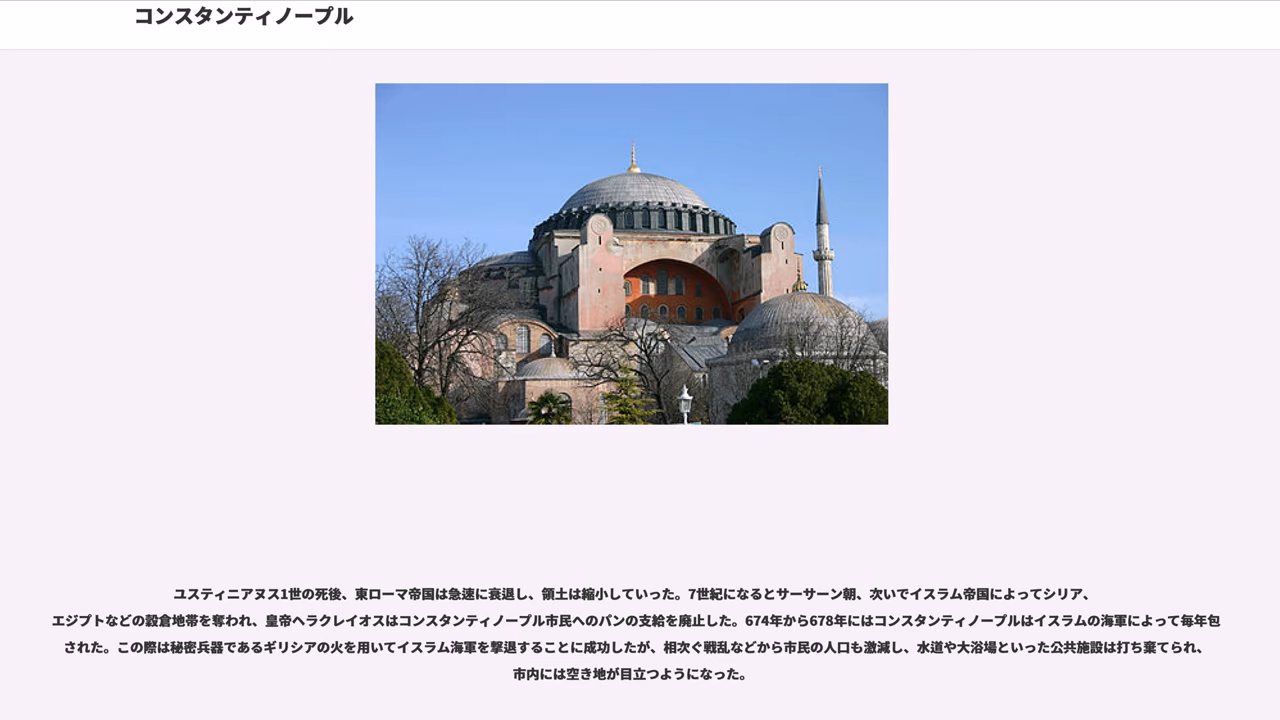 コンスタンティノープル
ユスティニアヌス1世の死後、東ローマ帝国は急速に衰退し、領土は縮小していった。7世紀になるとサーサーン朝、次いでイスラム帝国によってシリア、
エジプトなどの穀倉地帯を奪われ、皇帝ヘラクレイオスはコンスタンティノープル市民へのパンの支給を廃止した。674年から678年にはコンスタンティノープルはイスラムの海軍によって毎年包
された。この際は秘密兵器であるギリシアの火を用いてイスラム海軍を撃退することに成功したが、相次ぐ戦乱などから市民の人口も激減し、水道や大浴場といった公共施設は打ち棄てられ、
市内には空き地が目立つようになった。